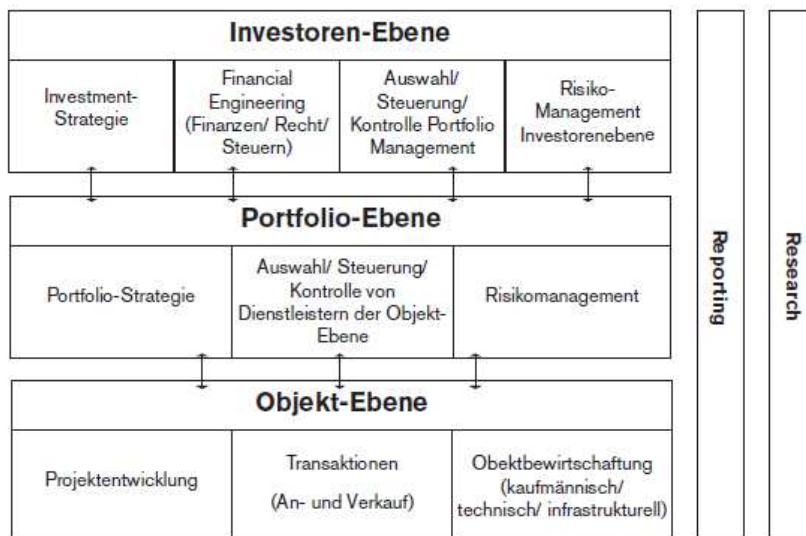 Investoren-Ebene
Investment-
Strategie
Financial
Engineering
(Finanzen/ Recht/
Steuern)
Auswahl/
Steuerung/
Kontrolle Portfolio
Management
Risiko-
Management
Investorenebene
Portfolio-Ebene
Portfolio-Strategie
Auswahl/ Steuerung/
Kontrolle von
Dienstleistern der Objekt-
Ebene
Risikomanagement
Objekt-Ebene
Projektentwicklung
Transaktionen
(An- und Verkauf)
Obektbewirtschaftung
(kaufmännisch/
technisch/ infrastrukturell)
Reporting
Research